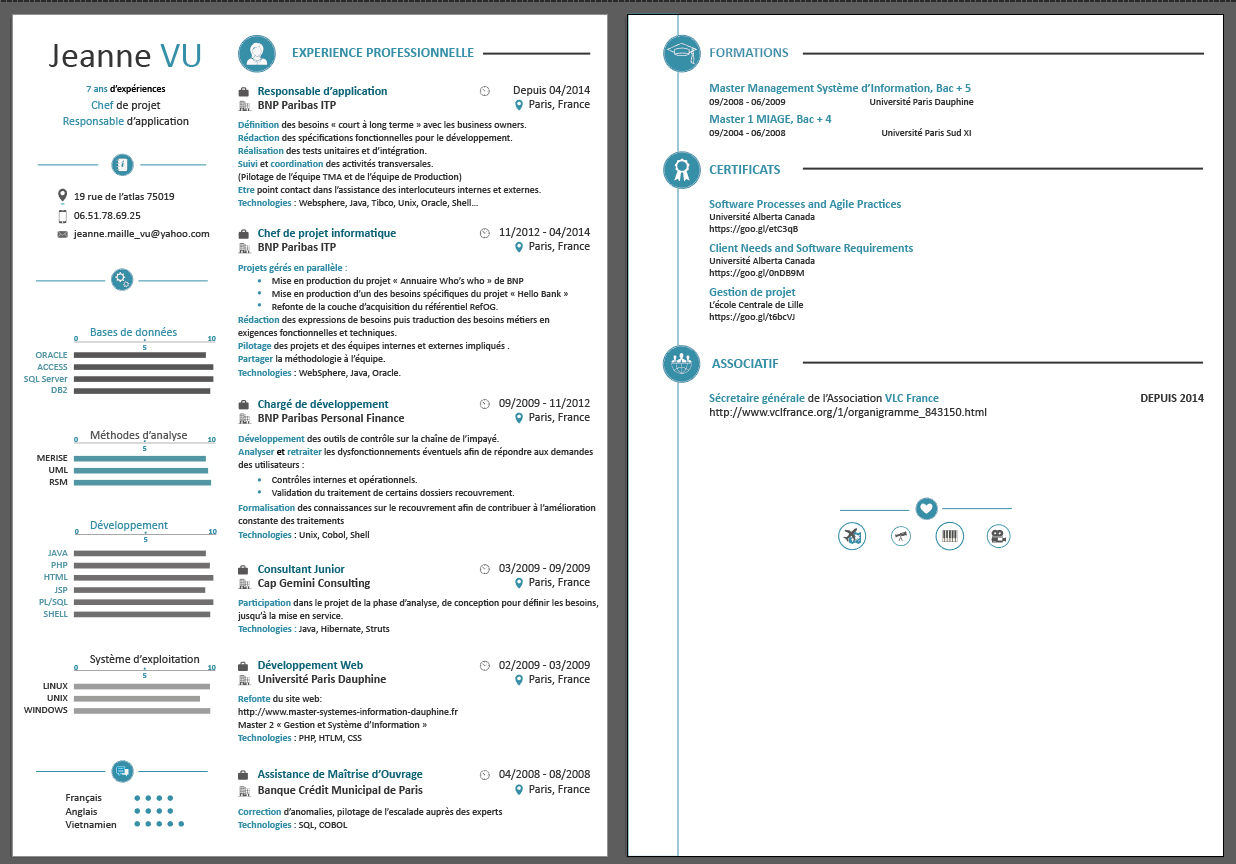 Jeanne VU
7 ans d'expériences
Chef de projet
Responsable d'application
19 rue de l'atlas 75019
06.51.78.69.25
jeanne.maille_vu@yahoo.com
Bases de données
0 5 10
ORACLE
ACCESS
SQL Server
DB2
Méthodes d'analyse
0 5 10
MERISE
UML
RSM
Développement
0 5 10
JAVA
PHP
HTML
JSP
PL/SQL
SHELL
Système d'exploitation
0 5 10
LINUX
UNIX
WINDOWS
Français
Anglais
Vietnamien
EXPERIENCE PROFESSIONNELLE
Responsable d'application Depuis 04/2014
BNP Paribas ITP Paris, France
Définition des besoins « court à long terme » avec les business owners.
Rédaction des spécifications fonctionnelles pour le développement.
Réalisation des tests unitaires et d'intégration.
Suivi et coordination des activités transversales.
(Pilotage de l'équipe TMA et de l'équipe de Production)
Etre point contact dans l'assistance des interlocuteurs internes et externes.
Technologies : Websphere, Java, Tibco, Unix, Oracle, Shell...
Chef de projet informatique 11/2012 - 04/2014
BNP Paribas ITP Paris, France
Projets gérés en parallèle :
• Mise en production du projet « Annuaire Who's who » de BNP
• Mise en production d'un des besoins spécifiques du projet « Hello Bank »
• Refonte de la couche d'acquisition du référentiel RefOG.
Rédaction des expressions de besoins puis traduction des besoins métiers en
exigences fonctionnelles et techniques.
Pilotage des projets et des équipes internes et externes impliqués .
Partager la méthodologie à l'équipe.
Technologies : WebSphere, Java, Oracle.
Chargé de développement 09/2009 - 11/2012
BNP Paribas Personal Finance Paris, France
Développement des outils de contrôle sur la chaîne de l'impayé.
Analyser et retraiter les dysfonctionnements éventuels afin de répondre aux demandes
des utilisateurs :
• Contrôles internes et opérationnels.
• Validation du traitement de certains dossiers recouvrement.
Formalisation des connaissances sur le recouvrement afin de contribuer à l'amélioration
constante des traitements
Technologies : Unix, Cobol, Shell
Consultant Junior 03/2009 - 09/2009
Cap Gemini Consulting Paris, France
Participation dans le projet de la phase d'analyse, de conception pour définir les besoins,
jusqu'à la mise en service.
Technologies : Java, Hibernate, Struts
Développement Web 02/2009 - 03/2009
Université Paris Dauphine Paris, France
Refonte du site web:
http://www.master-systemes-information-dauphine.fr
Master 2 « Gestion et Système d'Information »
Technologies : PHP, HTLM, CSS
Assistance de Maîtrise d'Ouvrage 04/2008 - 08/2008
Banque Crédit Municipal de Paris Paris, France
Correction d'anomalies, pilotage de l'escalade auprès des experts
Technologies : SQL, COBOL
FORMATIONS
Master Management Système d'Information, Bac + 5
09/2008 - 06/2009 Université Paris Dauphine
Master 1 MIAGE, Bac + 4
09/2004 - 06/2008 Université Paris Sud XI
CERTIFICATS
Software Processes and Agile Practices
Université Alberta Canada
https://goo.gl/etC3qB
Client Needs and Software Requirements
Université Alberta Canada
https://goo.gl/0nDB9M
Gestion de projet
L'école Centrale de Lille
https://goo.gl/t6bcVJ
ASSOCIATIF
Sécretaire générale de l'Association VLC France DEPUIS 2014
http://www.vclfrance.org/1/organigramme_843150.html